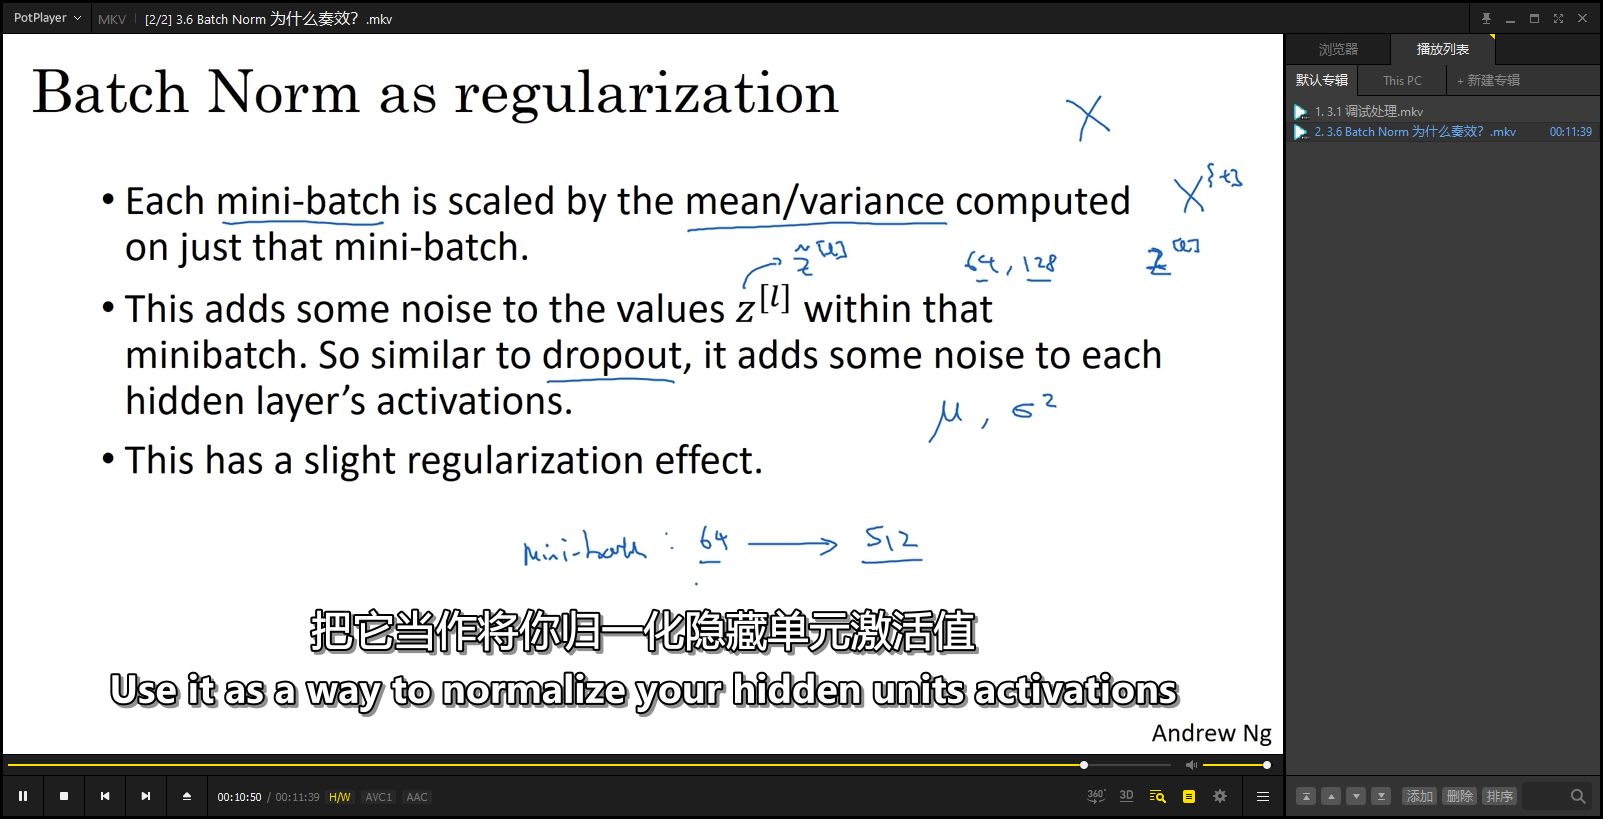 PotPlayer
MKV
[2/2] 3.6 Batch Norm 为什么奏效? .mkv
浏览器
播放列表
默认专辑
This PC
+ 新建专辑
1. 3.1 调试处理.mkv
2. 3.6 Batch Norm 为什么奏效? .mkv 00:11:39
Batch Norm as regularization
X
• Each mini-batch is scaled by the mean/variance computed
X^{t}
on just that mini-batch.
z̃^[l]
64, 128
z^[l]
• This adds some noise to the values z^[l] within that
minibatch. So similar to dropout, it adds some noise to each
hidden layer's activations.
μ, σ²
• This has a slight regularization effect.
mini-batch : 64 → 512
把它当作将你归一化隐藏单元激活值
Use it as a way to normalize your hidden units activations
Andrew Ng
00:10:50 / 00:11:39 H/W AVC1 AAC
360° 3D
添加 删除 排序